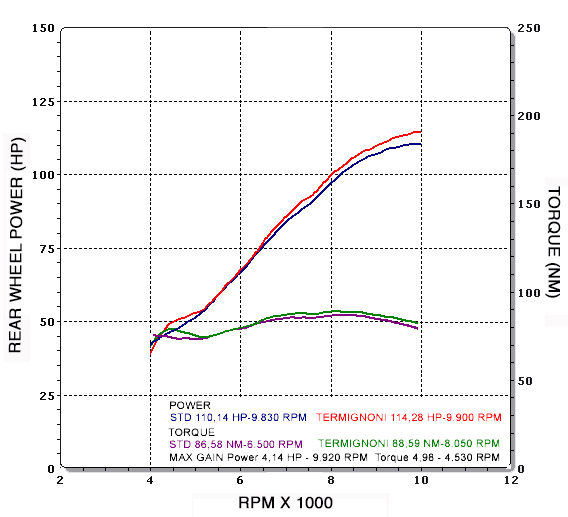 150
125
100
75
50
25
0
250
200
150
100
50
0
REAR WHEEL POWER (HP)
TORQUE (NM)
POWER
STD 110,14 HP-9.830 RPM TERMIGNONI 114,28 HP-9.900 RPM
TORQUE
STD 86,58 NM-6.500 RPM TERMIGNONI 88,59 NM-8.050 RPM
MAX GAIN Power 4,14 HP - 9.920 RPM Torque 4,98 - 4.530 RPM
2 4 6 8 10 12
RPM X 1000